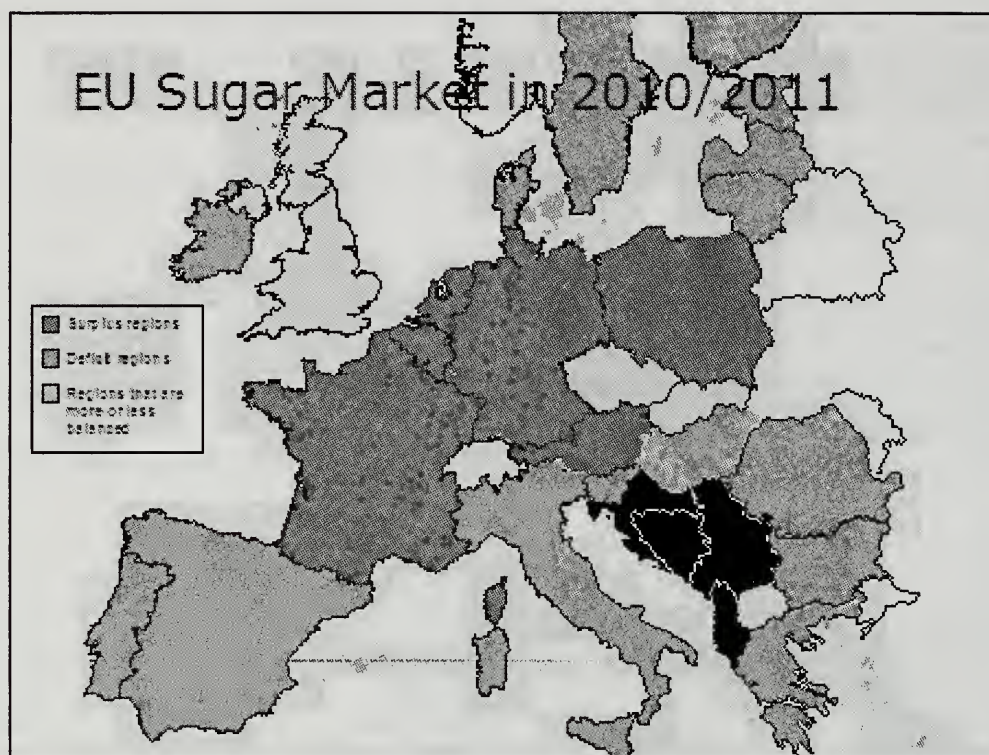 EU Sugar Market in 2010/2011
Surplus regions
Deficit regions
Regions that are
more or less
balanced